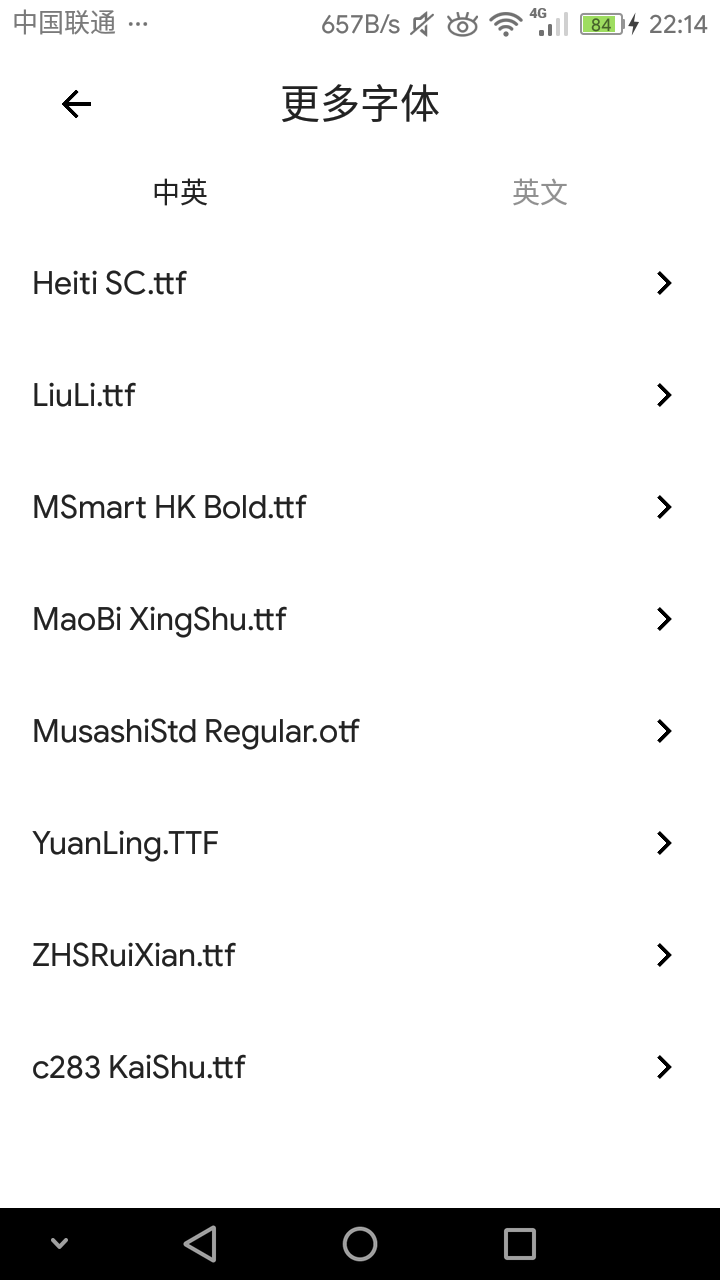 中国联通 ··· 657B/s 4G 84 22:14
更多字体
中英 英文
Heiti SC.ttf
LiuLi.ttf
MSmart HK Bold.ttf
MaoBi XingShu.ttf
MusashiStd Regular.otf
YuanLing.TTF
ZHSRuiXian.ttf
c283 KaiShu.ttf